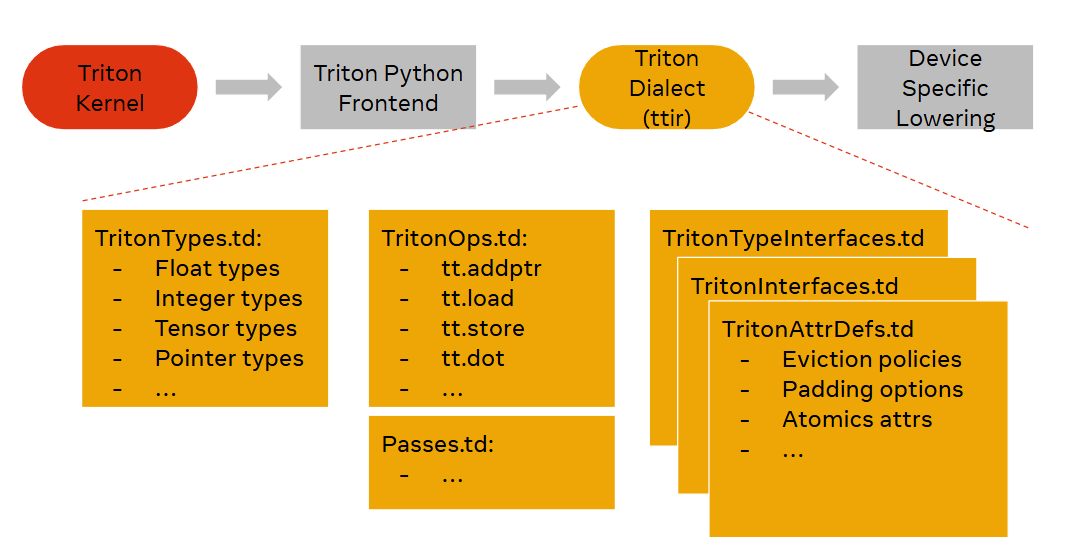 Triton
Kernel
Triton Python
Frontend
Triton
Dialect
(ttir)
Device
Specific
Lowering
TritonTypes.td:
- Float types
- Integer types
- Tensor types
- Pointer types
- ...
TritonOps.td:
- tt.addptr
- tt.load
- tt.store
- tt.dot
- ...
Passes.td:
- ...
TritonTypeInterfaces.td
TritonInterfaces.td
TritonAttrDefs.td
- Eviction policies
- Padding options
- Atomics attrs
- ...